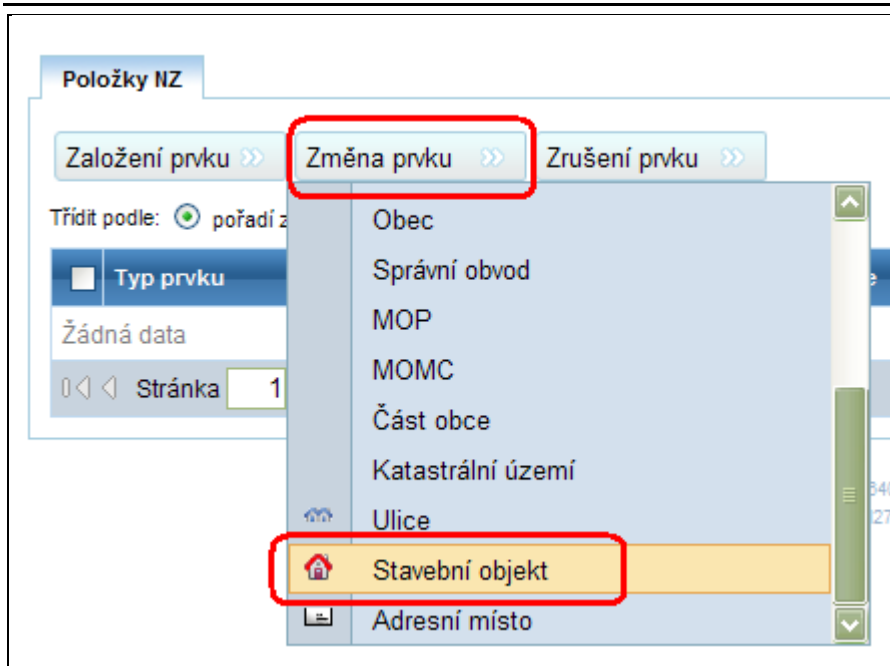 Položky NZ
Založení prvku
Změna prvku
Zrušení prvku
Třídit podle: pořadí z
Typ prvku
Žádná data
Stránka 1
Obec
Správní obvod
MOP
MOMC
Část obce
Katastrální území
Ulice
Stavební objekt
Adresní místo